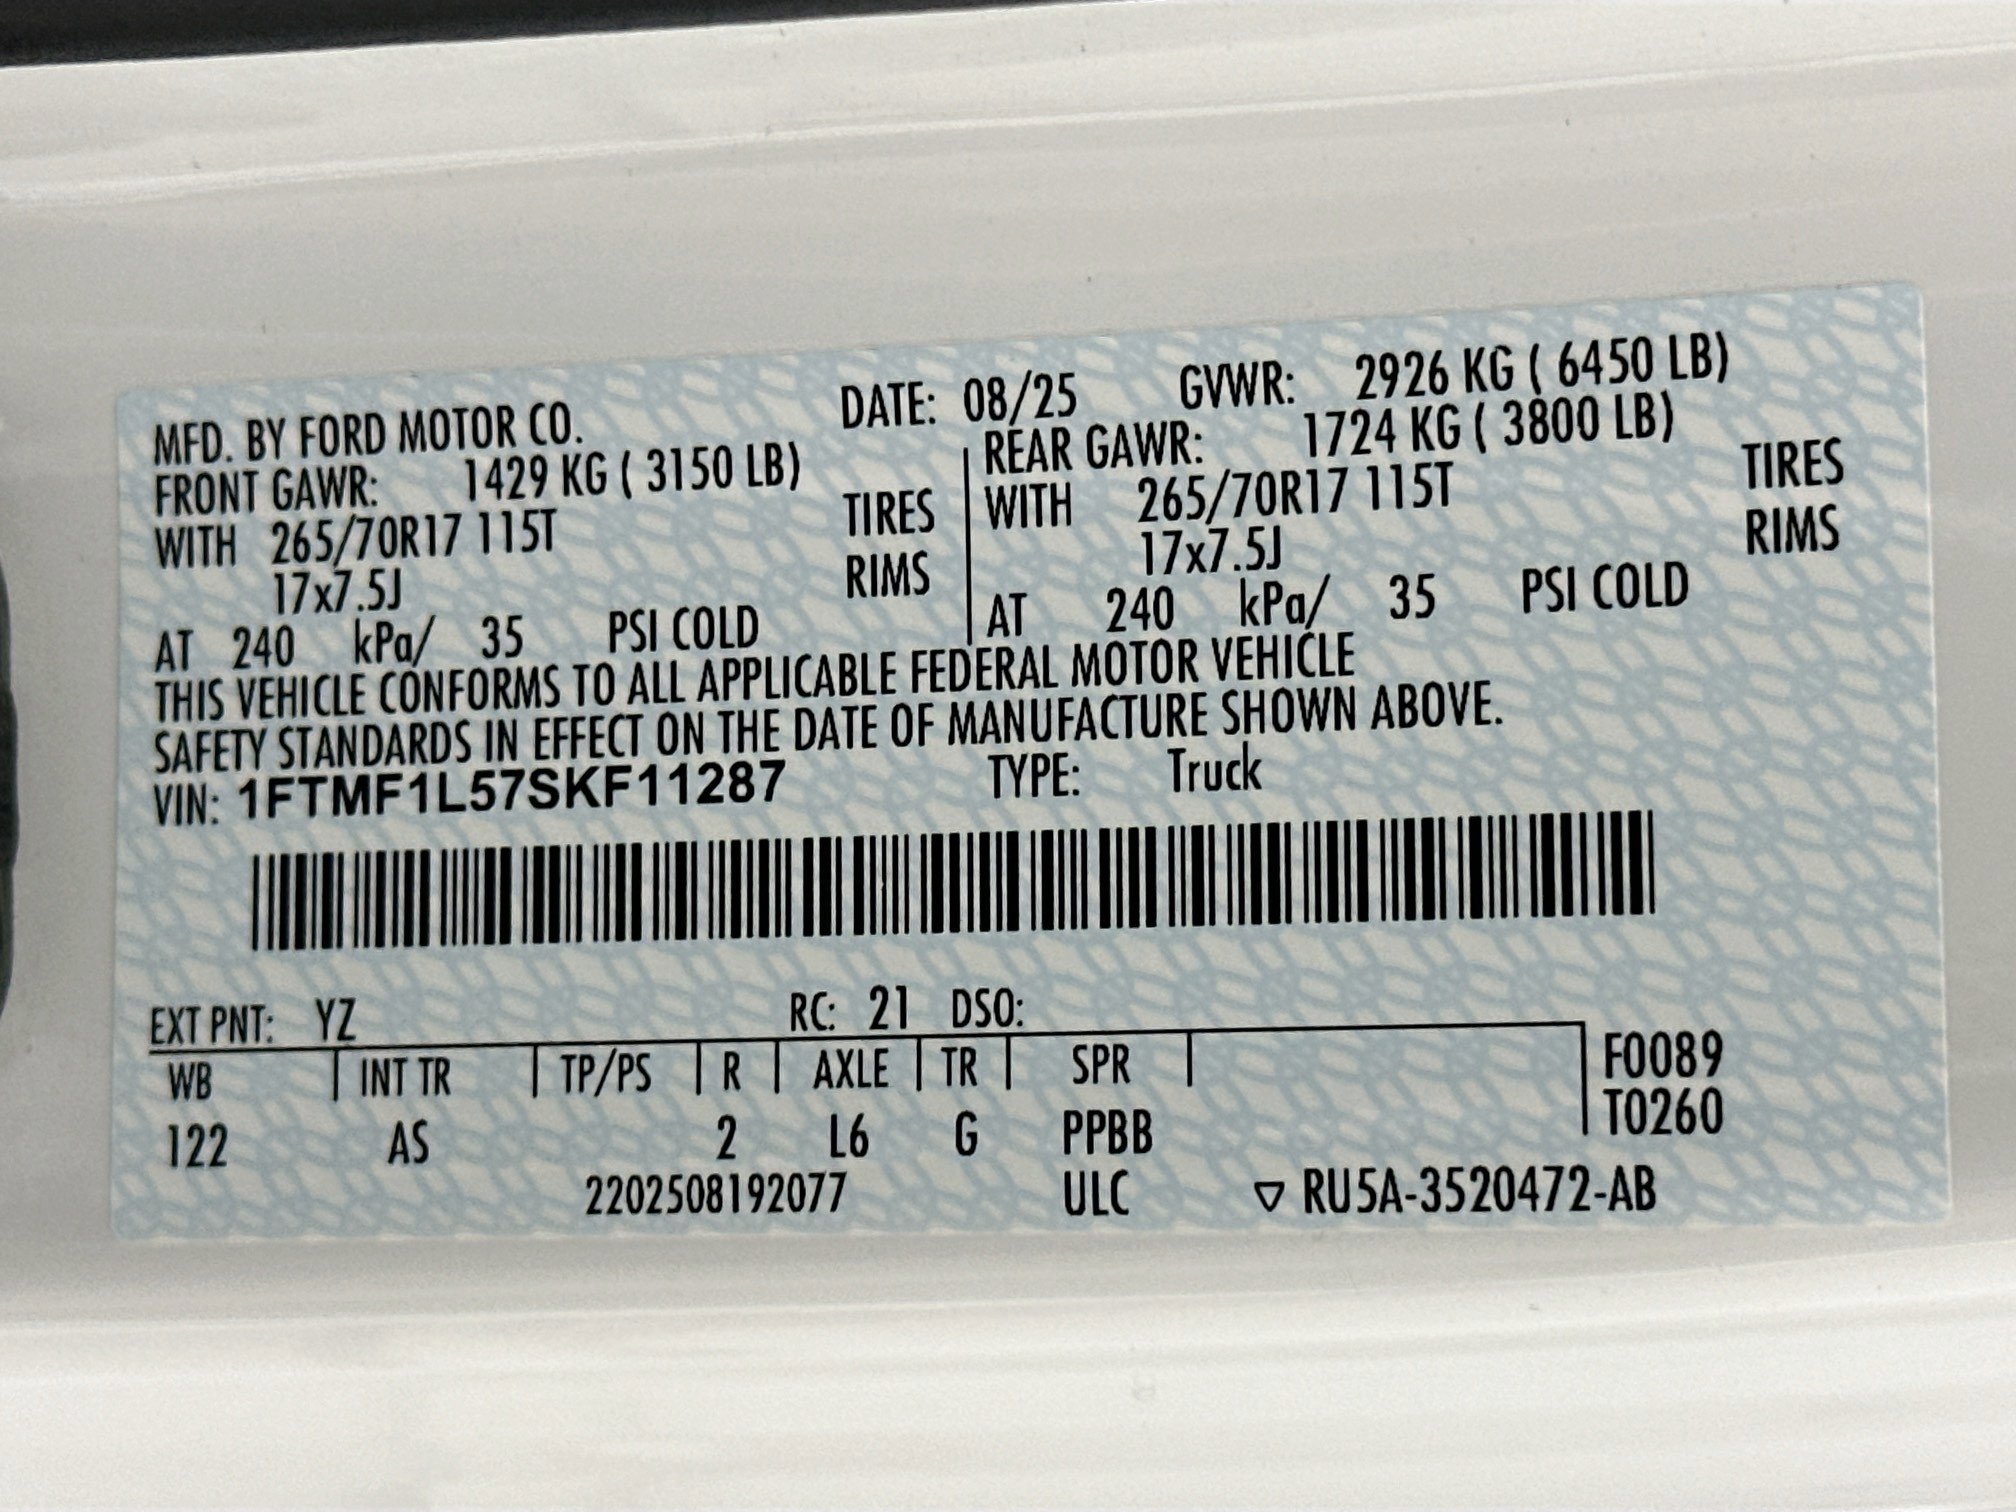 MFD. BY FORD MOTOR CO. DATE: 08/25 GVWR: 2926 KG ( 6450 LB)
FRONT GAWR: 1429 KG ( 3150 LB) REAR GAWR: 1724 KG ( 3800 LB)
WITH 265/70R17 115T TIRES WITH 265/70R17 115T TIRES
17x7.5J RIMS 17x7.5J RIMS
AT 240 kPa/ 35 PSI COLD AT 240 kPa/ 35 PSI COLD
THIS VEHICLE CONFORMS TO ALL APPLICABLE FEDERAL MOTOR VEHICLE
SAFETY STANDARDS IN EFFECT ON THE DATE OF MANUFACTURE SHOWN ABOVE.
VIN: 1FTMF1L57SKF11287 TYPE: Truck
EXT PNT: YZ RC: 21 DSO:
WB INT TR TP/PS R AXLE TR SPR F0089
122 AS 2 L6 G PPBB T0260
2202508192077 ULC ▽ RU5A-3520472-AB